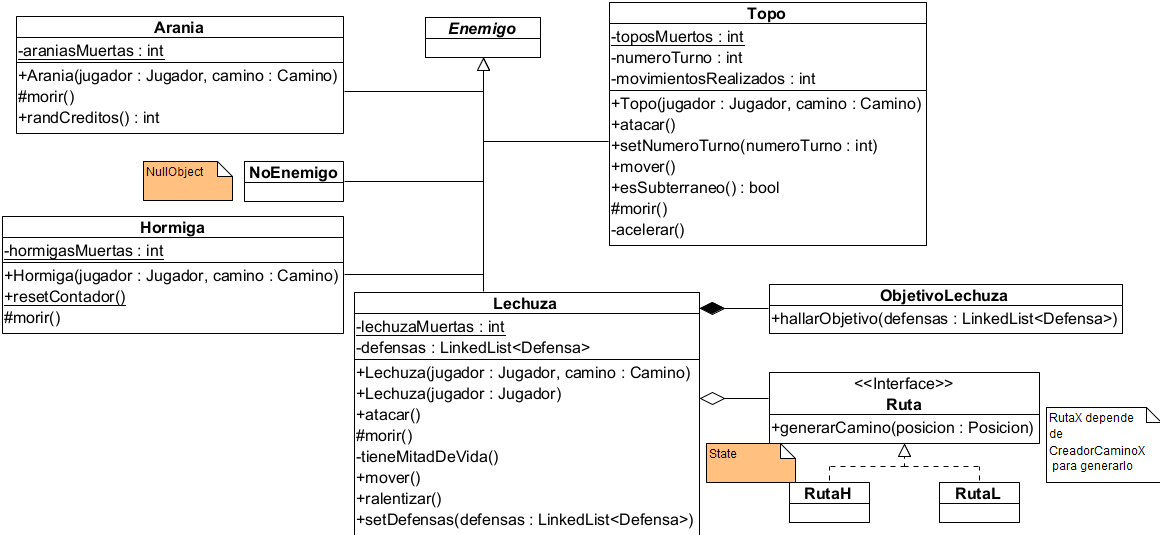 Arania
-araniasMuertas : int
+Arania(jugador : Jugador, camino : Camino)
#morir()
+randCreditos() : int
Enemigo
Topo
-toposMuertos : int
-numeroTurno : int
-movimientosRealizados : int
+Topo(jugador : Jugador, camino : Camino)
+atacar()
+setNumeroTurno(numeroTurno : int)
+mover()
+esSubterraneo() : bool
#morir()
-acelerar()
NullObject
NoEnemigo
Hormiga
-hormigasMuertas : int
+Hormiga(jugador : Jugador, camino : Camino)
+resetContador()
#morir()
Lechuza
-lechuzaMuertas : int
-defensas : LinkedList<Defensa>
+Lechuza(jugador : Jugador, camino : Camino)
+Lechuza(jugador : Jugador)
+atacar()
#morir()
-tieneMitadDeVida()
+mover()
+ralentizar()
+setDefensas(defensas : LinkedList<Defensa>)
ObjetivoLechuza
+hallarObjetivo(defensas : LinkedList<Defensa>)
<<Interface>>
Ruta
+generarCamino(posicion : Posicion)
RutaX depende
de
CreadorCaminoX
para generarlo
State
RutaH
RutaL